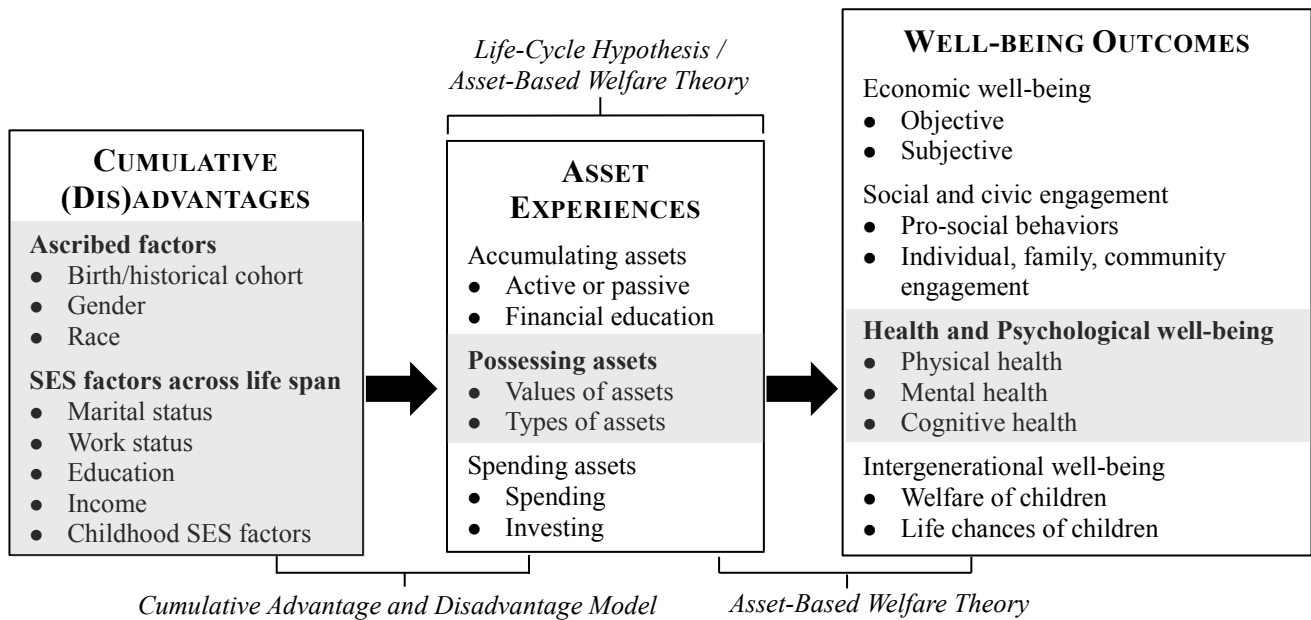 Life-Cycle Hypothesis /
Asset-Based Welfare Theory
CUMULATIVE
(DIS)ADVANTAGES
Ascribed factors
● Birth/historical cohort
● Gender
● Race
SES factors across life span
● Marital status
● Work status
● Education
● Income
● Childhood SES factors
ASSET
EXPERIENCES
Accumulating assets
● Active or passive
● Financial education
Possessing assets
● Values of assets
● Types of assets
Spending assets
● Spending
● Investing
WELL-BEING OUTCOMES
Economic well-being
● Objective
● Subjective
Social and civic engagement
● Pro-social behaviors
● Individual, family, community
engagement
Health and Psychological well-being
● Physical health
● Mental health
● Cognitive health
Intergenerational well-being
● Welfare of children
● Life chances of children
Cumulative Advantage and Disadvantage Model
Asset-Based Welfare Theory